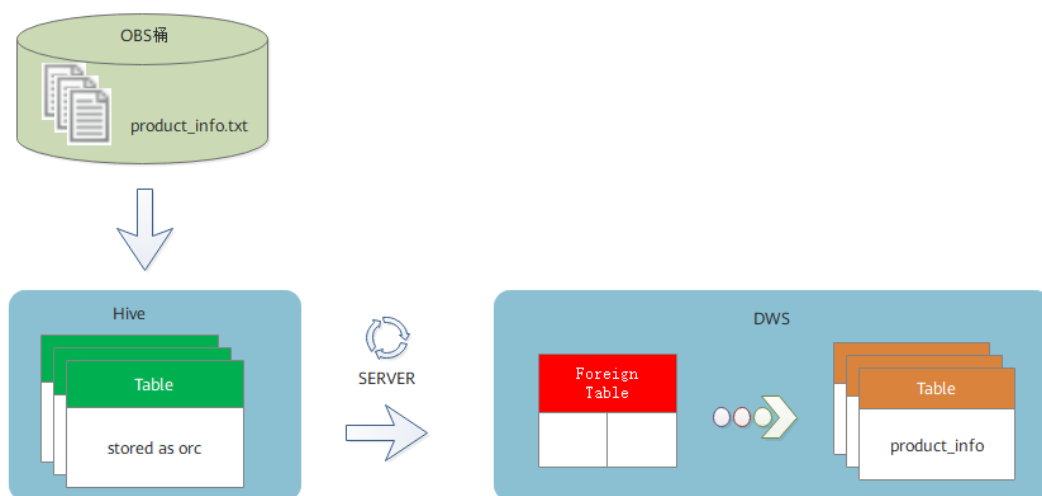 OBS桶
product_info.txt
Hive
Table
stored as orc
SERVER
DWS
Foreign
Table
Table
product_info